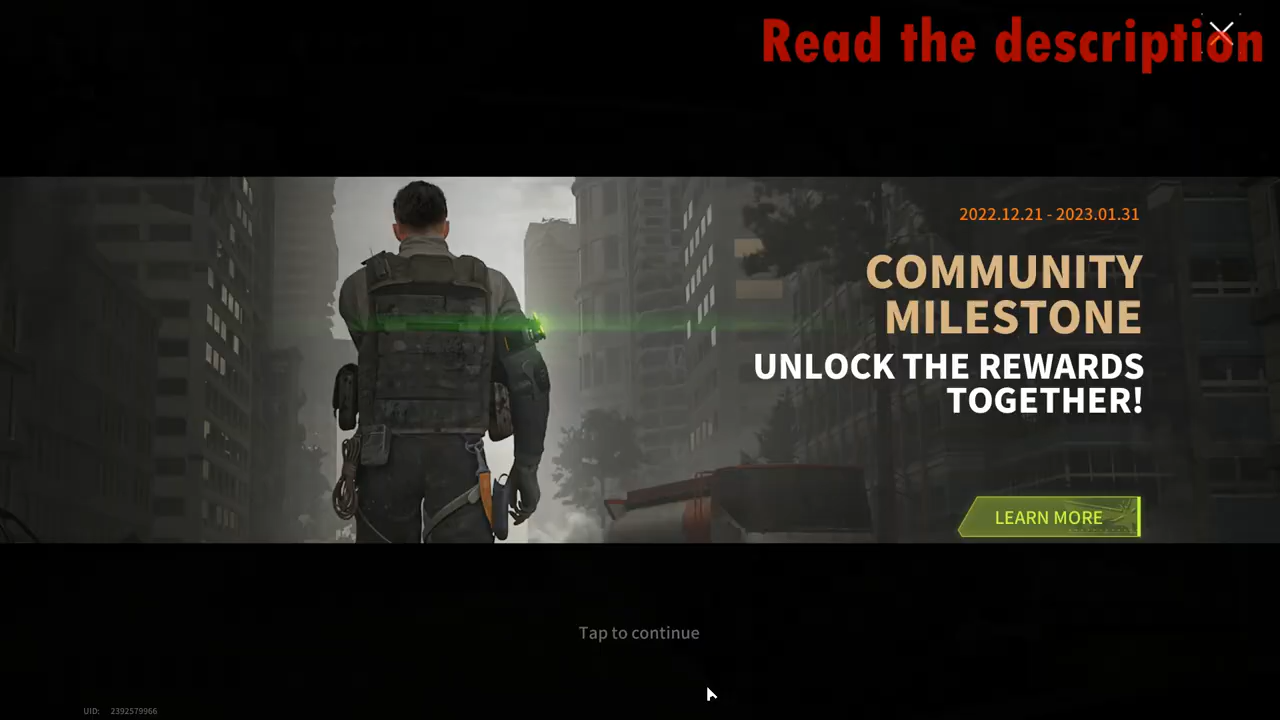 Read the description
2022.12.21 - 2023.01.31
COMMUNITY
MILESTONE
UNLOCK THE REWARDS
TOGETHER!
LEARN MORE
Tap to continue
UID: 2392579966